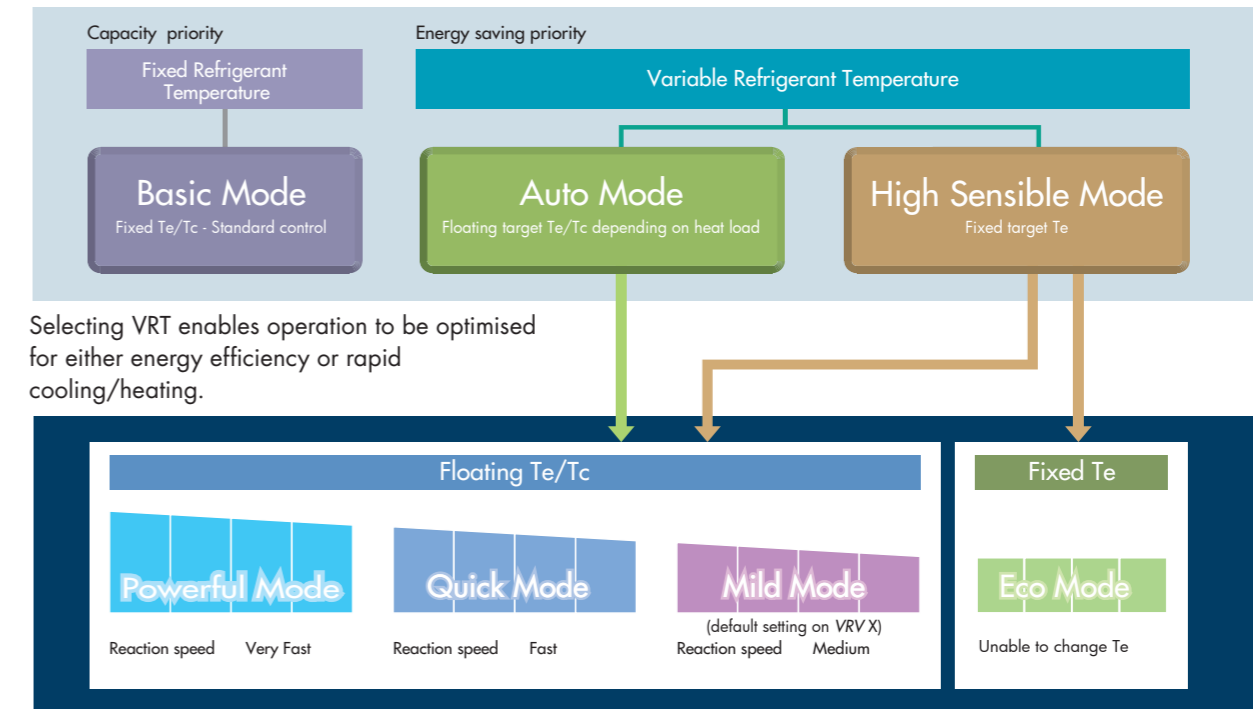 Capacity priority
Energy saving priority
Fixed Refrigerant
Temperature
Variable Refrigerant Temperature
Basic Mode
Fixed Te/Tc - Standard control
Auto Mode
Floating target Te/Tc depending on heat load
High Sensible Mode
Fixed target Te
Selecting VRT enables operation to be optimised
for either energy efficiency or rapid
cooling/heating.
Floating Te/Tc
Fixed Te
Powerful Mode
Quick Mode
Mild Mode
Eco Mode
(default setting on VRV X)
Reaction speed Very Fast
Reaction speed Fast
Reaction speed Medium
Unable to change Te